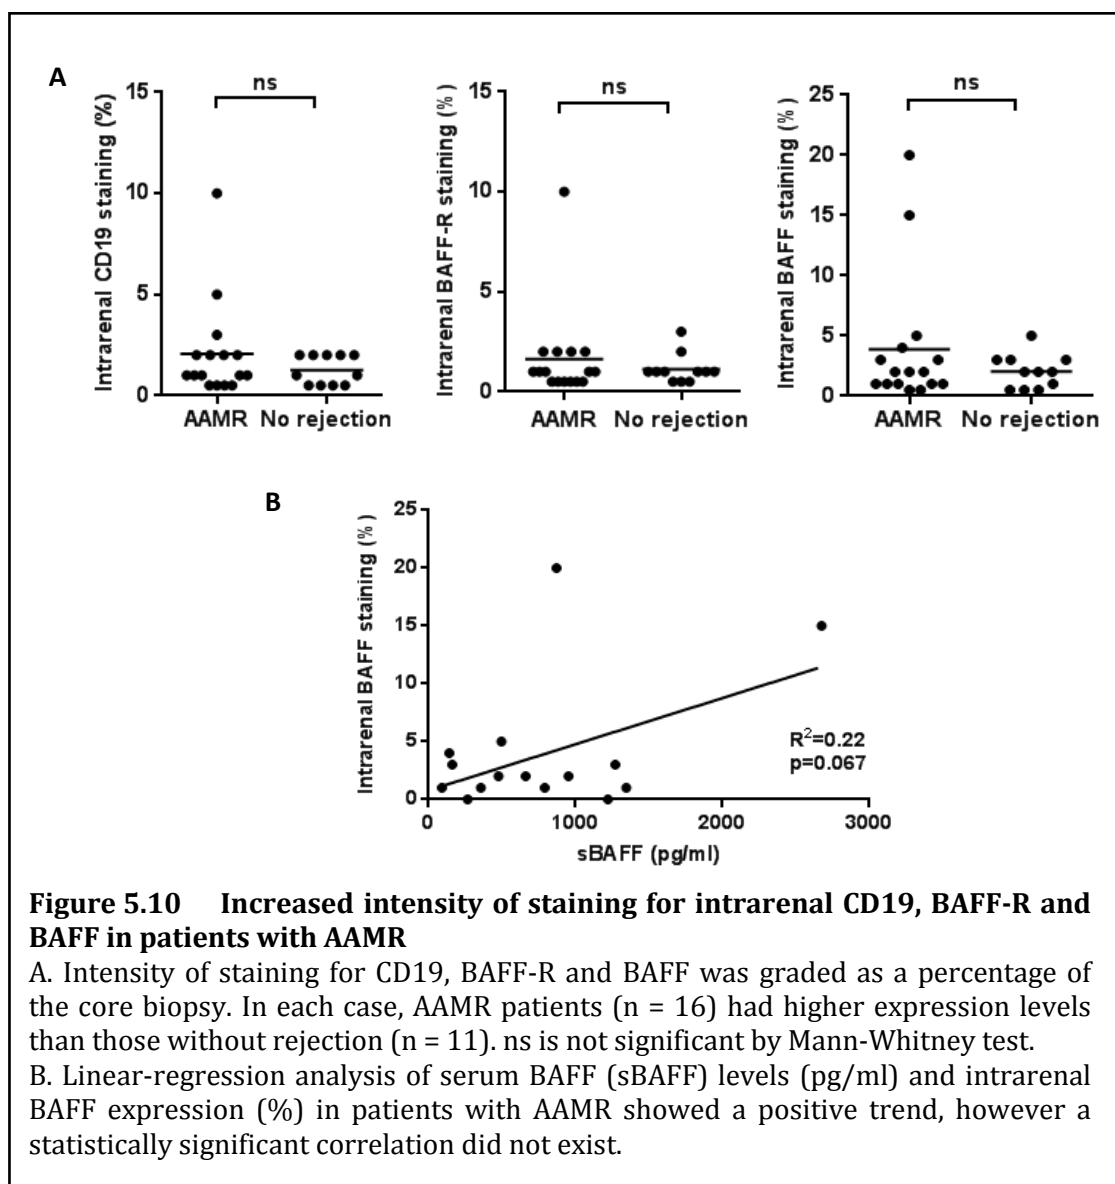 A
ns
ns
ns
Intrarenal CD19 staining (%)
15
10
5
0
AAMR No rejection
Intrarenal BAFF-R staining (%)
15
10
5
0
AAMR No rejection
Intrarenal BAFF staining (%)
25
20
15
10
5
0
AAMR No rejection
B
Intrarenal BAFF staining (%)
25
20
15
10
5
0
R²=0.22
p=0.067
0 1000 2000 3000
sBAFF (pg/ml)
Figure 5.10 Increased intensity of staining for intrarenal CD19, BAFF-R and
BAFF in patients with AAMR
A. Intensity of staining for CD19, BAFF-R and BAFF was graded as a percentage of
the core biopsy. In each case, AAMR patients (n = 16) had higher expression levels
than those without rejection (n = 11). ns is not significant by Mann-Whitney test.
B. Linear-regression analysis of serum BAFF (sBAFF) levels (pg/ml) and intrarenal
BAFF expression (%) in patients with AAMR showed a positive trend, however a
statistically significant correlation did not exist.